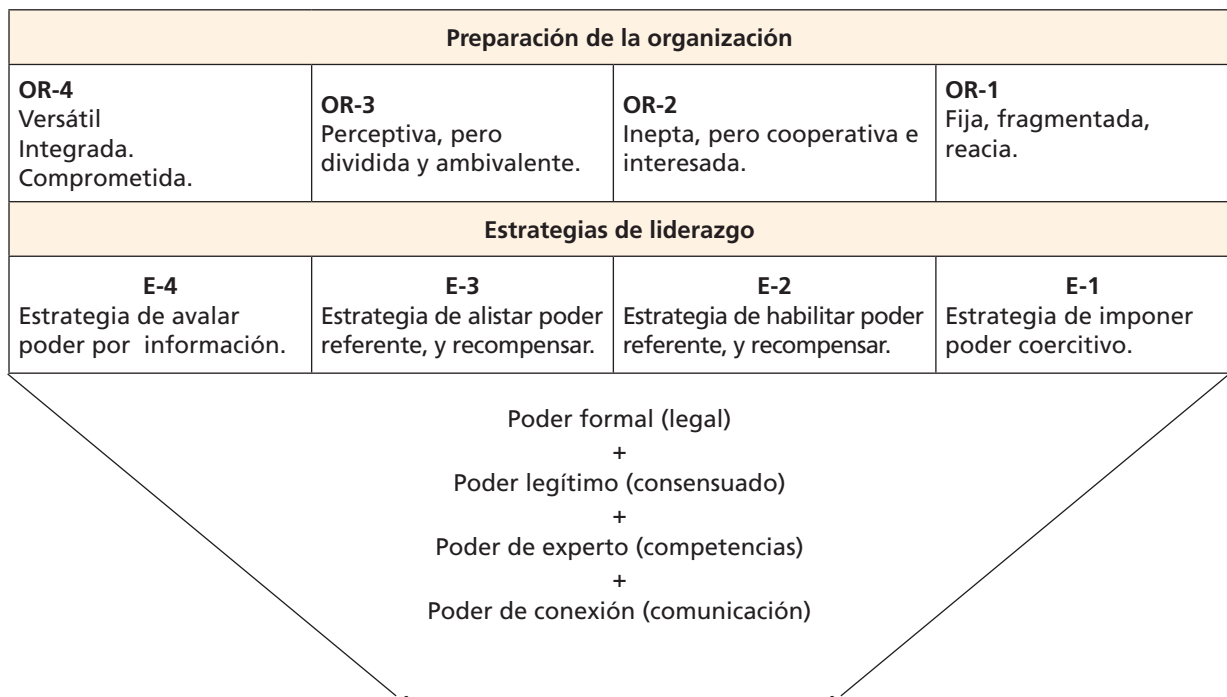 Preparación de la organización
OR-4
Versátil
Integrada.
Comprometida.
OR-3
Perceptiva, pero
dividida y ambivalente.
OR-2
Inepta, pero cooperativa e
interesada.
OR-1
Fija, fragmentada,
reacia.
Estrategias de liderazgo
E-4
Estrategia de avalar
poder por información.
E-3
Estrategia de alistar poder
referente, y recompensar.
E-2
Estrategia de habilitar poder
referente, y recompensar.
E-1
Estrategia de imponer
poder coercitivo.
Poder formal (legal)
+
Poder legítimo (consensuado)
+
Poder de experto (competencias)
+
Poder de conexión (comunicación)